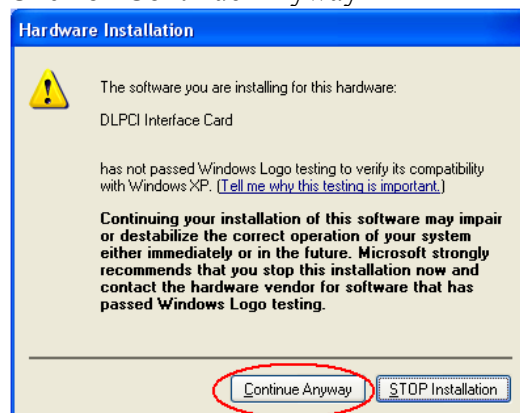 Hardware Installation
The software you are installing for this hardware:
DLPCI Interface Card
has not passed Windows Logo testing to verify its compatibility
with Windows XP. (Tell me why this testing is important.)
Continuing your installation of this software may impair
or destabilize the correct operation of your system
either immediately or in the future. Microsoft strongly
recommends that you stop this installation now and
contact the hardware vendor for software that has
passed Windows Logo testing.
Continue Anyway
STOP Installation